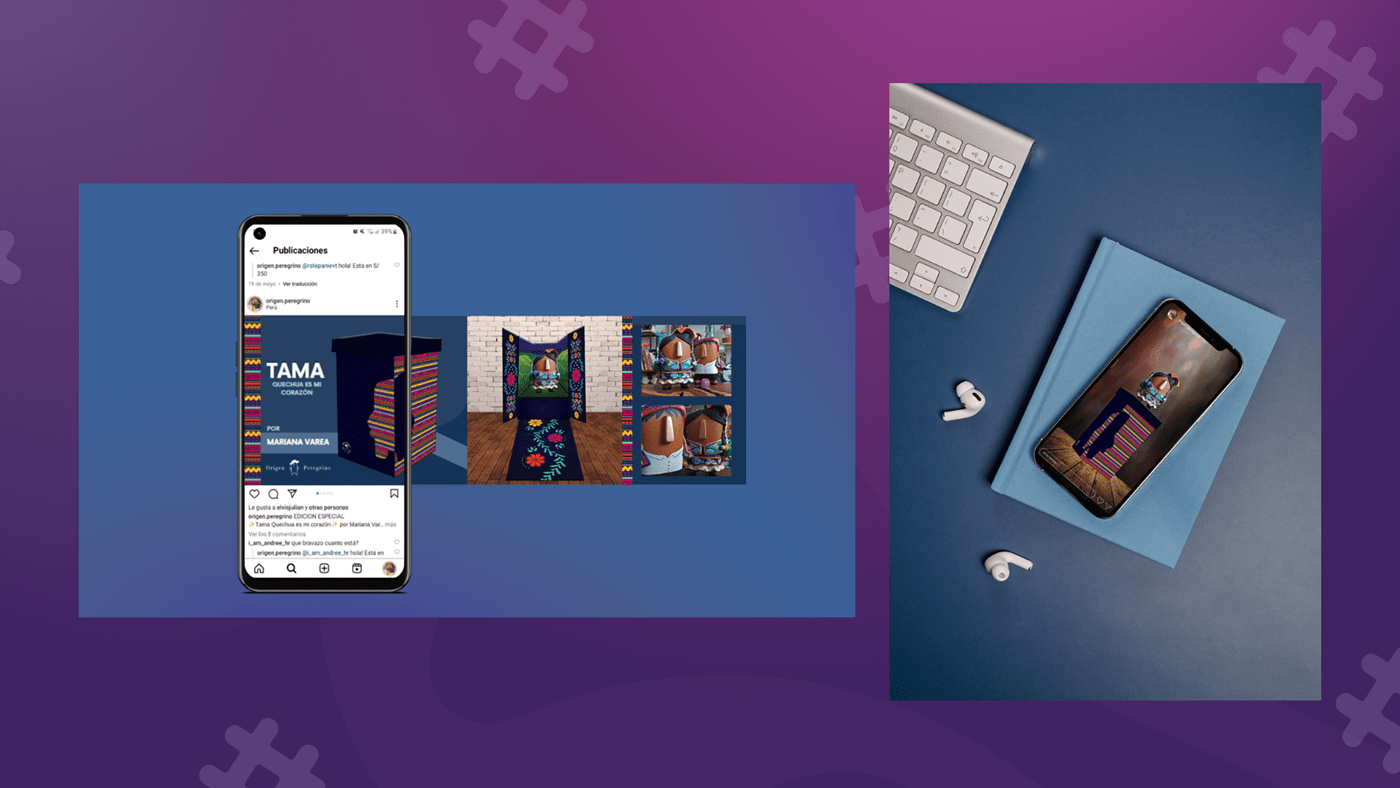 39%
Publicaciones
origen.peregrino @rstepanievt hola! Esta en S/
350
19 de mayo • Ver traducción
origen.peregrino
Perú
TAMA
QUECHUA ES MI
CORAZÓN
POR
MARIANA VAREA
Origen Peregrino
Le gusta a elvisjulian y otras personas
origen.peregrino EDICION ESPECIAL
✨Tama Quechua es mi corazón✨ por Mariana Var... más
Ver los 8 comentarios
i_am_andree_hr que bravazo cuanto está?
origen.peregrino @i_am_andree_hr hola! Está en